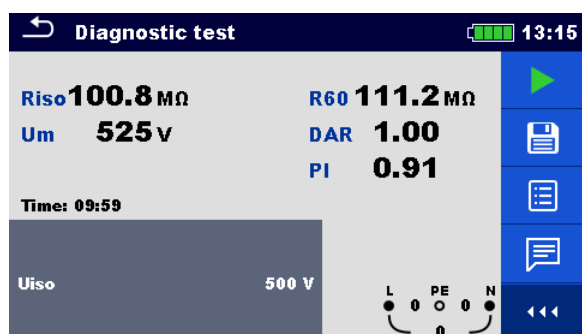 Diagnostic test 13:15
Riso 100.8 MΩ R60 111.2 MΩ
Um 525 V DAR 1.00
PI 0.91
Time: 09:59
Uiso 500 V
L PE N
0 0
0